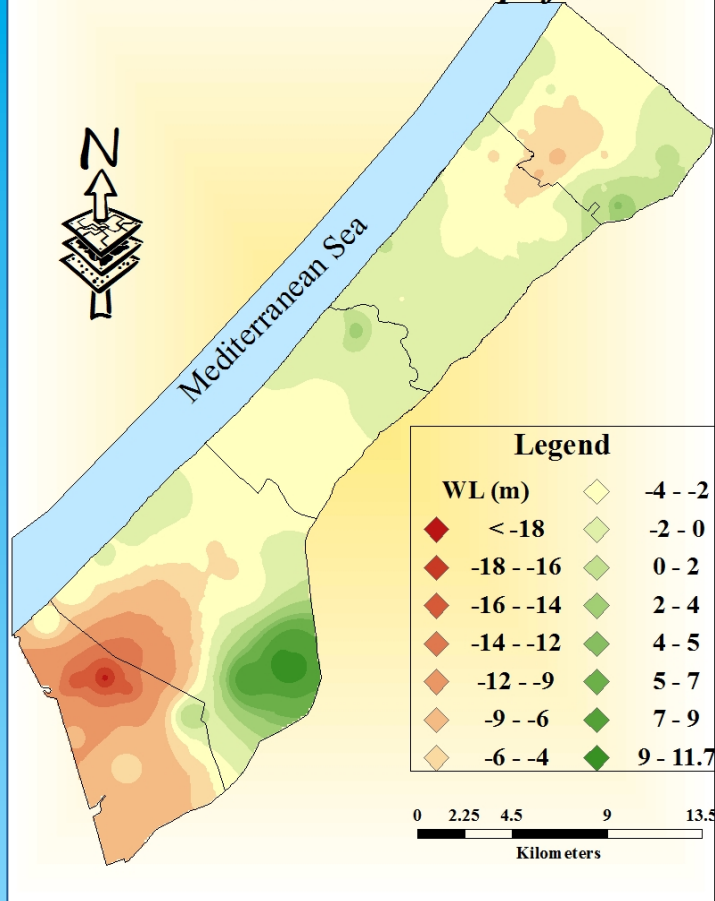 N
Mediterranean Sea
Legend
WL (m)
< -18
-18 - -16
-16 - -14
-14 - -12
-12 - -9
-9 - -6
-6 - -4
-4 - -2
-2 - 0
0 - 2
2 - 4
4 - 5
5 - 7
7 - 9
9 - 11.7
0 2.25 4.5 9 13.5
Kilometers